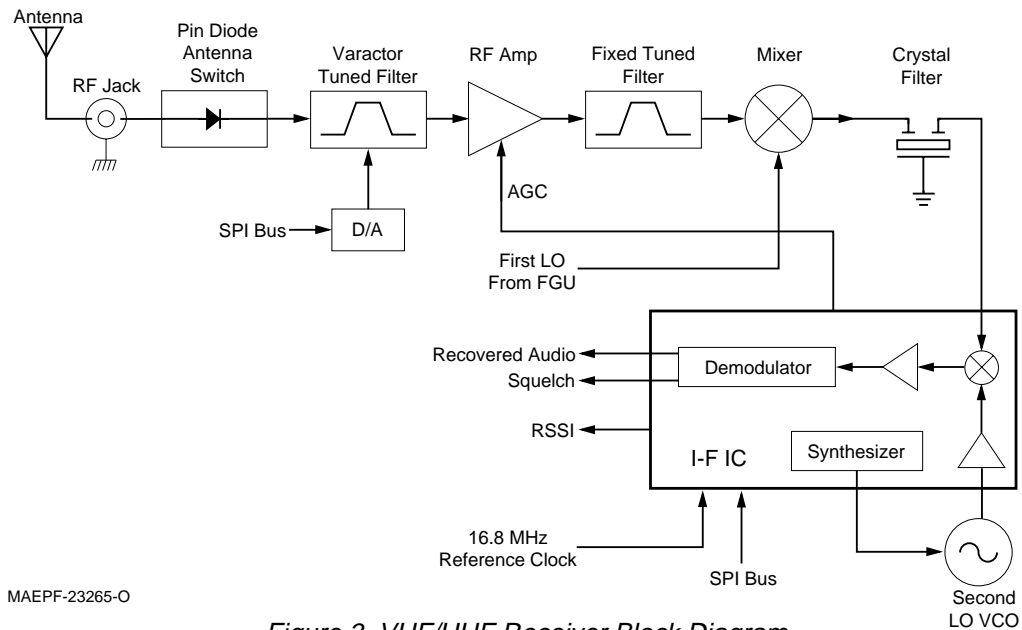 Antenna
RF Jack
Pin Diode
Antenna
Switch
Varactor
Tuned Filter
RF Amp
Fixed Tuned
Filter
Mixer
Crystal
Filter
AGC
SPI Bus
D/A
First LO
From FGU
Recovered Audio
Squelch
Demodulator
RSSI
I-F IC
Synthesizer
16.8 MHz
Reference Clock
SPI Bus
Second
LO VCO
MAEPF-23265-O